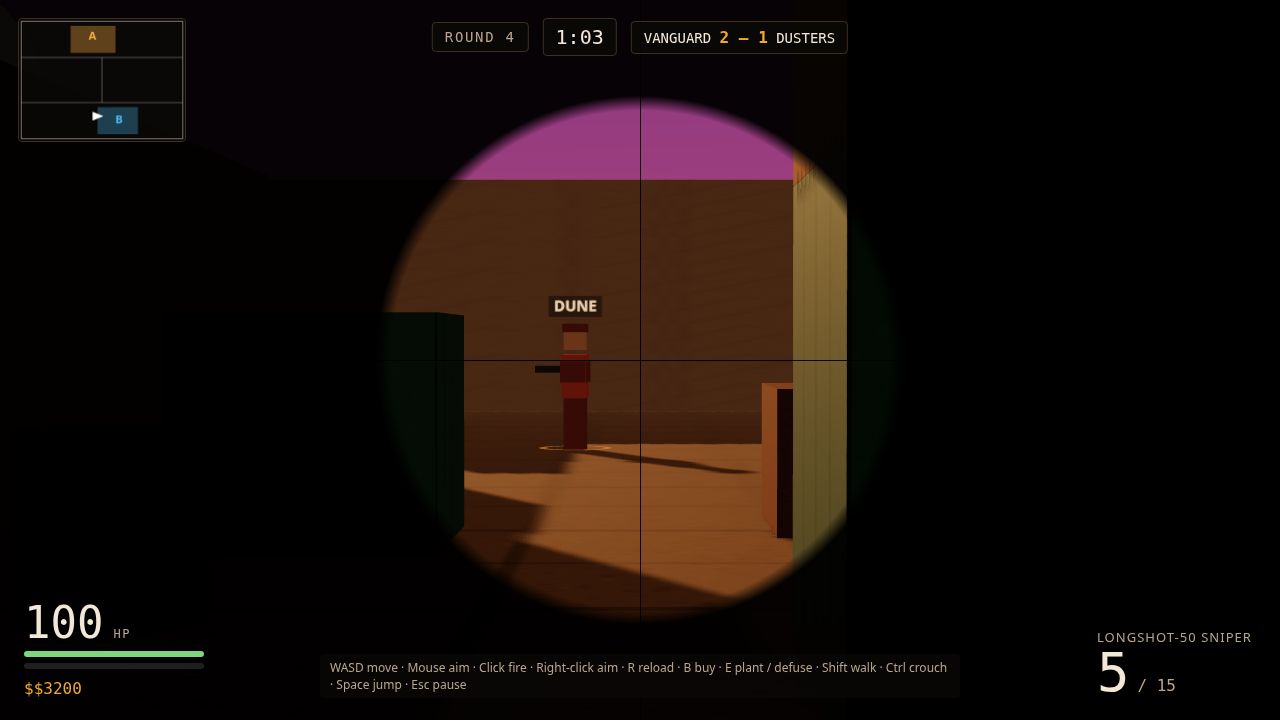 A
B
ROUND 4
1:03
VANGUARD 2 – 1 DUSTERS
DUNE
100 HP
$$3200
WASD move · Mouse aim · Click fire · Right-click aim · R reload · B buy · E plant / defuse · Shift walk · Ctrl crouch
· Space jump · Esc pause
LONGSHOT-50 SNIPER
5 / 15